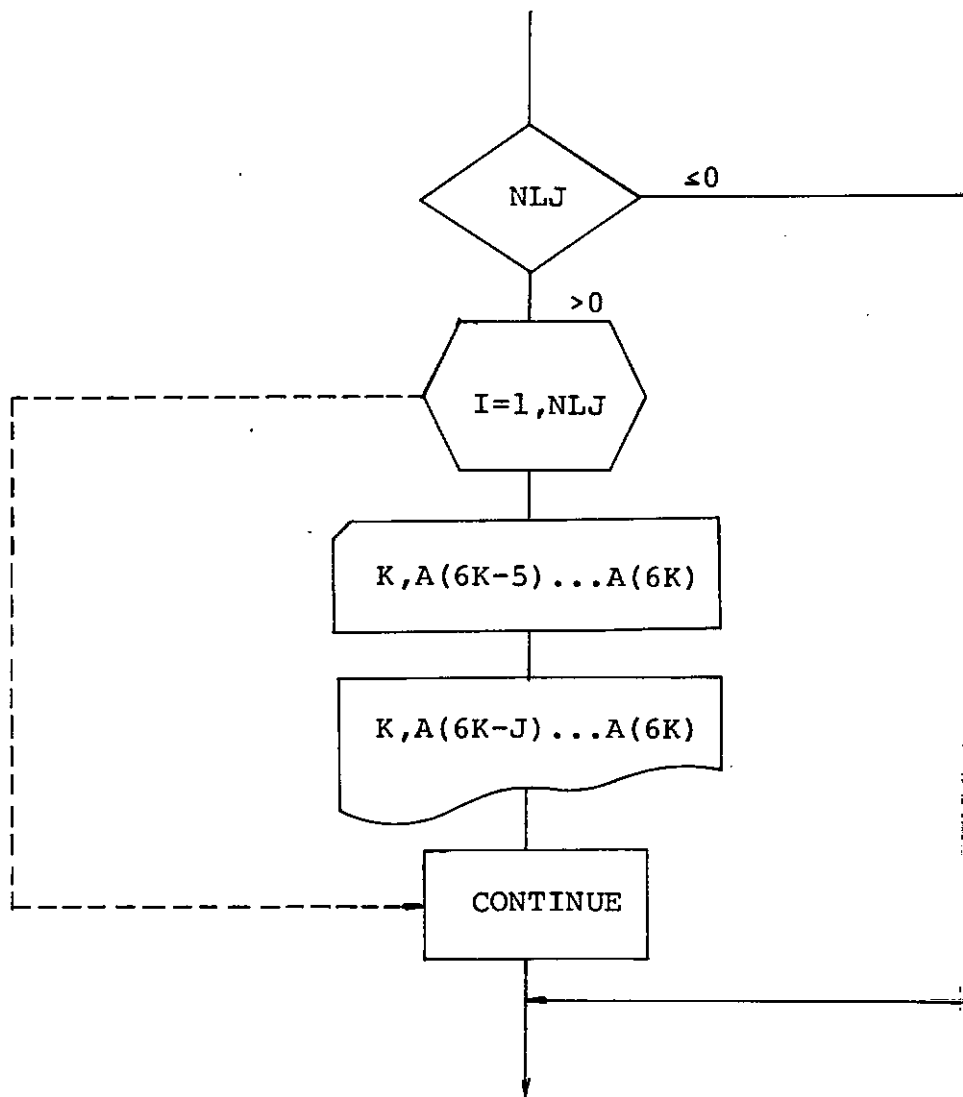 NLJ
≤0
>0
I=1,NLJ
K,A(6K-5)...A(6K)
K,A(6K-J)...A(6K)
CONTINUE